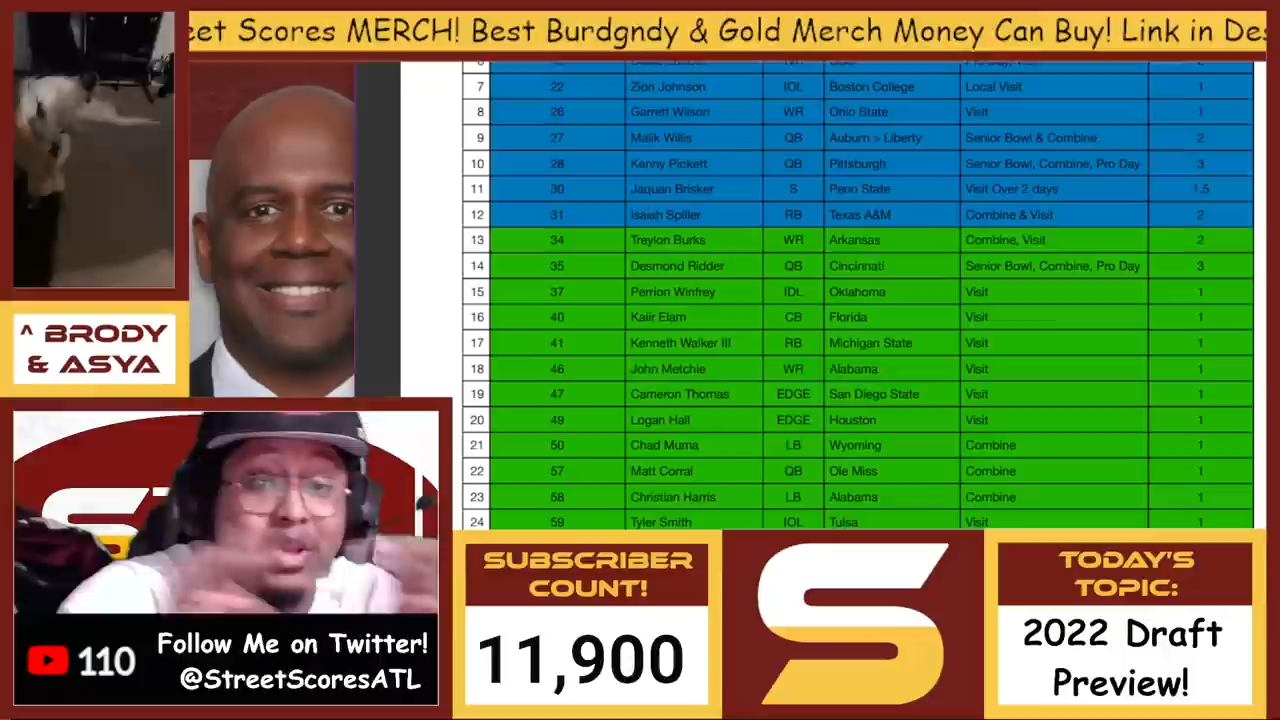 eet Scores MERCH! Best Burdgndy & Gold Merch Money Can Buy! Link in Des
7 22 Zion Johnson IOL Boston College Local Visit 1
8 26 Garrett Wilson WR Ohio State Visit 1
9 27 Malik Willis QB Auburn > Liberty Senior Bowl & Combine 2
10 28 Kenny Pickett QB Pittsburgh Senior Bowl, Combine, Pro Day 3
11 30 Jaquan Brisker S Penn State Visit Over 2 days 1.5
12 31 Isaiah Spiller RB Texas A&M Combine & Visit 2
13 34 Treylon Burks WR Arkansas Combine, Visit 2
14 35 Desmond Ridder QB Cincinnati Senior Bowl, Combine, Pro Day 3
15 37 Perrion Winfrey IDL Oklahoma Visit 1
16 40 Kaiir Elam CB Florida Visit 1
17 41 Kenneth Walker III RB Michigan State Visit 1
18 46 John Metchie WR Alabama Visit 1
19 47 Cameron Thomas EDGE San Diego State Visit 1
20 49 Logan Hall EDGE Houston Visit 1
21 50 Chad Muma LB Wyoming Combine 1
22 57 Matt Corral QB Ole Miss Combine 1
23 58 Christian Harris LB Alabama Combine 1
24 59 Tyler Smith IOL Tulsa Visit 1
^ BRODY
& ASYA
110
Follow Me on Twitter!
@StreetScoresATL
SUBSCRIBER
COUNT!
11,900
S
TODAY'S
TOPIC:
2022 Draft
Preview!